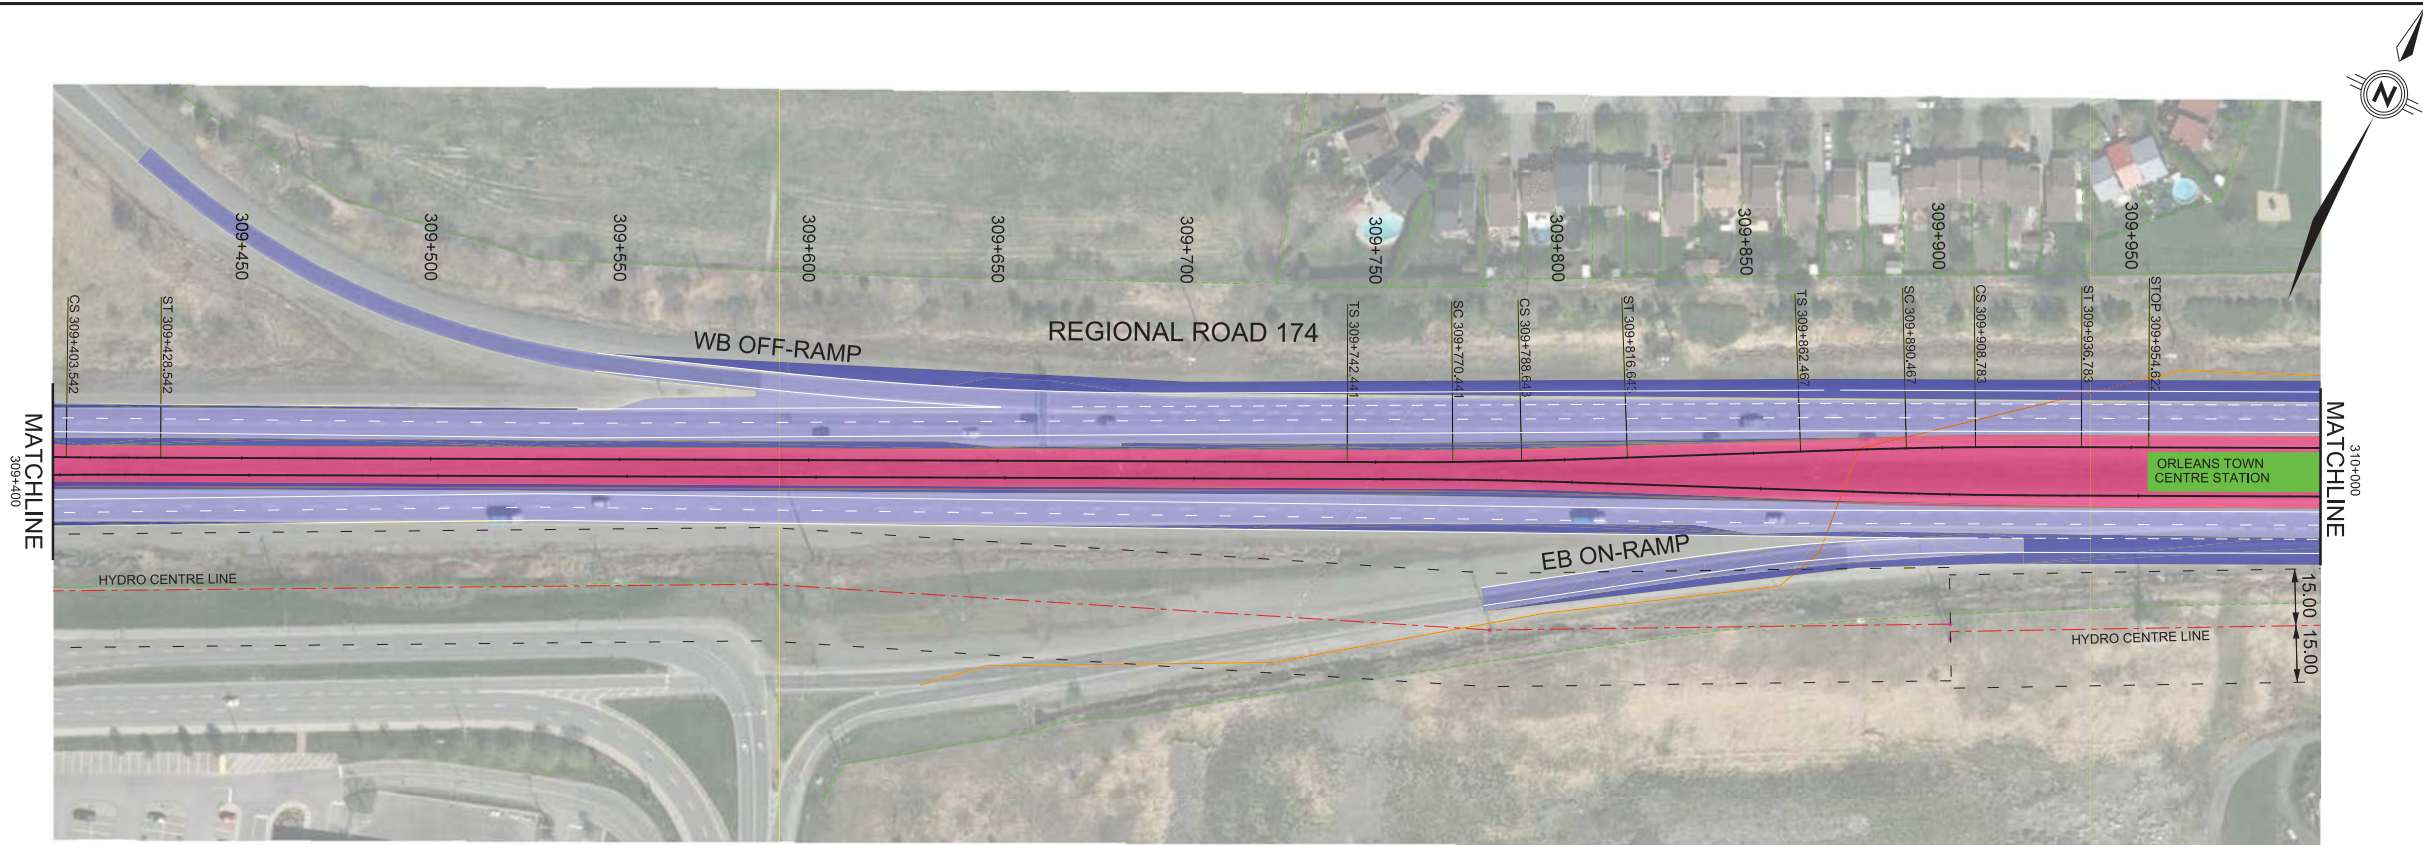 N
309+450
309+500
309+550
309+600
309+650
309+700
309+750
309+800
309+850
309+900
309+950
CS 309+403.542
ST 309+428.542
WB OFF-RAMP
REGIONAL ROAD 174
TS 309+742.441
SC 309+770.441
CS 309+788.643
ST 309+816.643
TS 309+862.467
SC 309+890.467
CS 309+908.783
ST 309+936.783
STOP 309+954.622
MATCHLINE
309+400
MATCHLINE
310+000
ORLEANS TOWN
CENTRE STATION
EB ON-RAMP
HYDRO CENTRE LINE
HYDRO CENTRE LINE
15.00
15.00